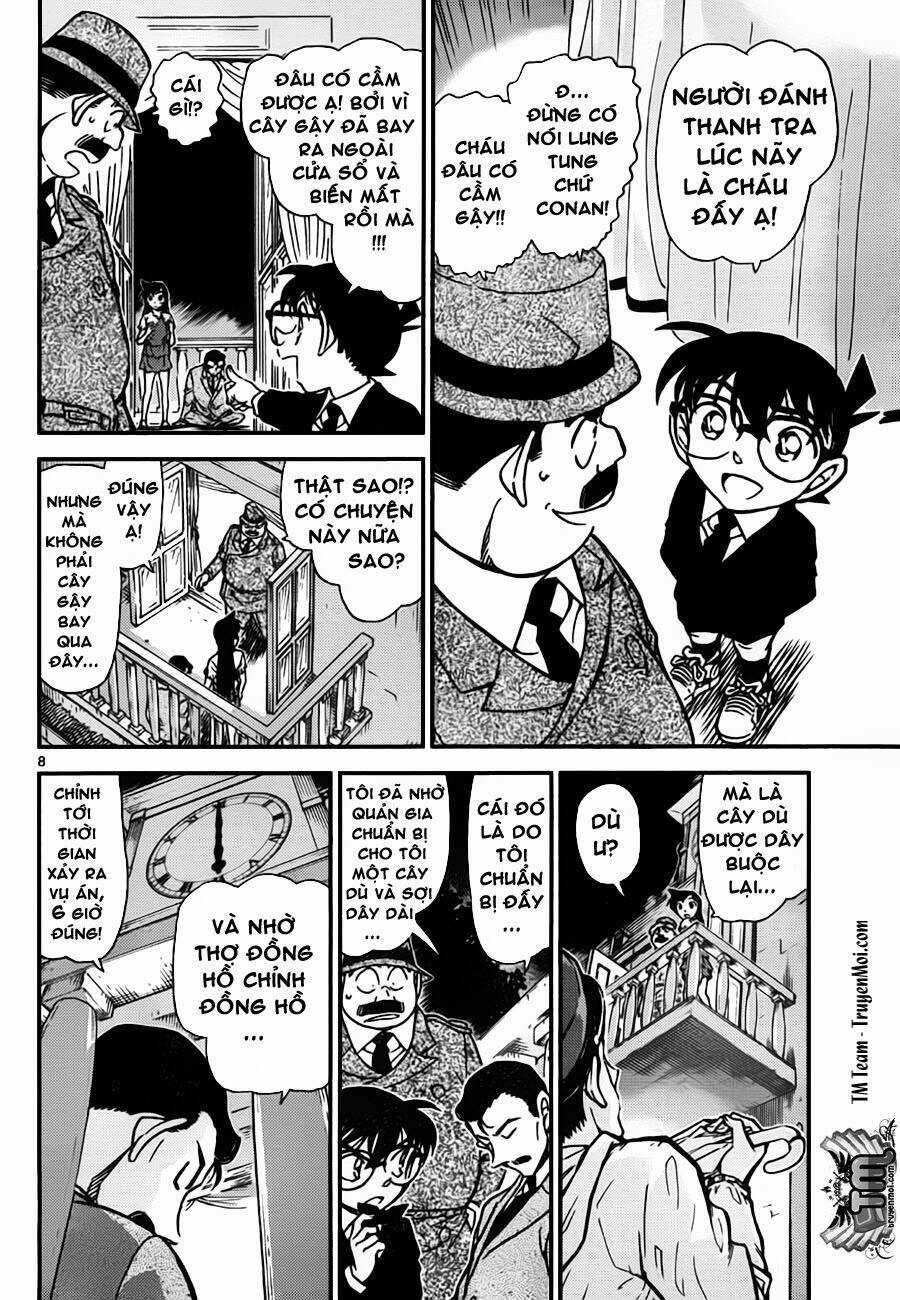 NGƯỜI ĐÁNH
THANH TRA
LÚC NÃY
LÀ CHÁU
ĐẤY Ạ!
Đ...
ĐỪNG CÓ
NÓI LUNG
TUNG
CHỨ
CONAN!
CHÁU
ĐÂU CÓ
CẦM
GẬY!!
ĐÂU CÓ CẦM
ĐƯỢC Ạ! BỞI VÌ
CÂY GẬY ĐÃ BAY
RA NGOÀI
CỬA SỔ VÀ
BIẾN MẤT
RỒI MÀ
!!!
CÁI
GÌ!?
THẬT SAO!?
CÓ CHUYỆN
NÀY NỮA
SAO?
ĐÚNG
VẬY
Ạ!
NHƯNG
MÀ
KHÔNG
PHẢI
CÂY
GẬY
BAY
QUA
ĐÂY...
8
MÀ LÀ
CÂY DÙ
ĐƯỢC DÂY
BUỘC
LẠI...
DÙ
Ư?
CÁI ĐÓ
LÀ DO
TÔI
CHUẨN
BỊ ĐẤY
TÔI ĐÃ NHỜ
QUẢN GIA
CHUẨN BỊ
CHO TÔI
MỘT CÂY
DÙ VÀ SỢI
DÂY DÀI
...
VÀ NHỜ
THỢ ĐỒNG
HỒ CHỈNH
ĐỒNG HỒ
...
CHỈNH
TỚI
THỜI
GIAN
XẢY RA
VỤ ÁN,
6 GIỜ
ĐÚNG!
TM Team - TruyenMoi.com
TM
truyenmoi.com